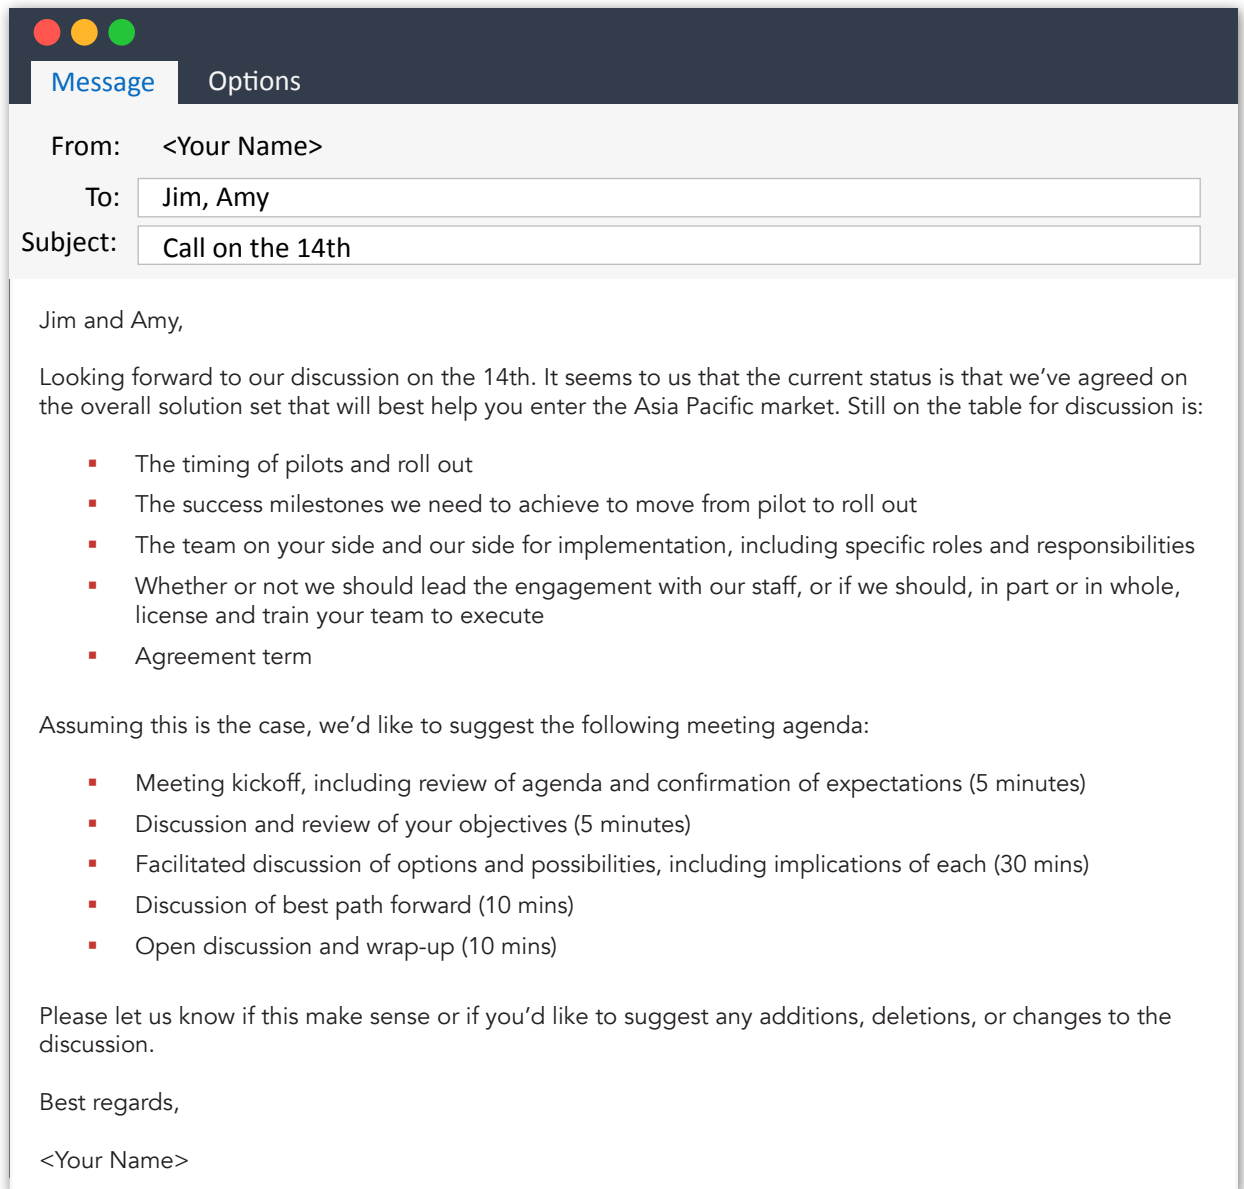 Message Options
From: <Your Name>
To: Jim, Amy
Subject: Call on the 14th
Jim and Amy,
Looking forward to our discussion on the 14th. It seems to us that the current status is that we’ve agreed on
the overall solution set that will best help you enter the Asia Pacific market. Still on the table for discussion is:
▪ The timing of pilots and roll out
▪ The success milestones we need to achieve to move from pilot to roll out
▪ The team on your side and our side for implementation, including specific roles and responsibilities
▪ Whether or not we should lead the engagement with our staff, or if we should, in part or in whole,
license and train your team to execute
▪ Agreement term
Assuming this is the case, we’d like to suggest the following meeting agenda:
▪ Meeting kickoff, including review of agenda and confirmation of expectations (5 minutes)
▪ Discussion and review of your objectives (5 minutes)
▪ Facilitated discussion of options and possibilities, including implications of each (30 mins)
▪ Discussion of best path forward (10 mins)
▪ Open discussion and wrap-up (10 mins)
Please let us know if this make sense or if you’d like to suggest any additions, deletions, or changes to the
discussion.
Best regards,
<Your Name>